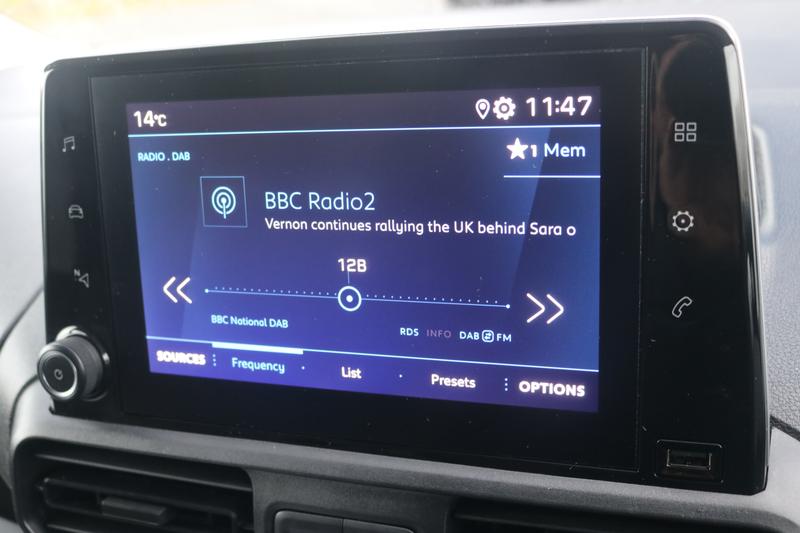 14°C 11:47
RADIO . DAB ★1 Mem
BBC Radio2
Vernon continues rallying the UK behind Sara o
12B
BBC National DAB RDS INFO DAB FM
SOURCES Frequency List Presets OPTIONS
N